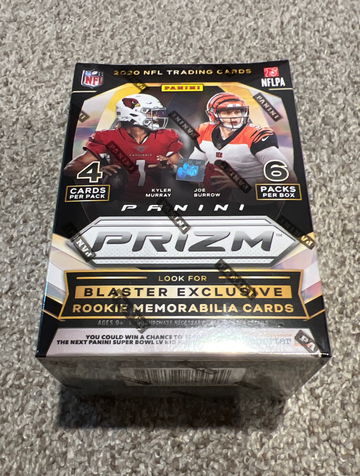 2020 NFL TRADING CARDS
NFL
PANINI
NFLPA
4
CARDS
PER PACK
KYLER
MURRAY
JOE
BURROW
6
PACKS
PER BOX
PANINI
PRIZM
LOOK FOR
BLASTER EXCLUSIVE
ROOKIE MEMORABILIA CARDS
YOU COULD WIN A CHANCE TO
THE NEXT PANINI SUPER BOWL LV KID